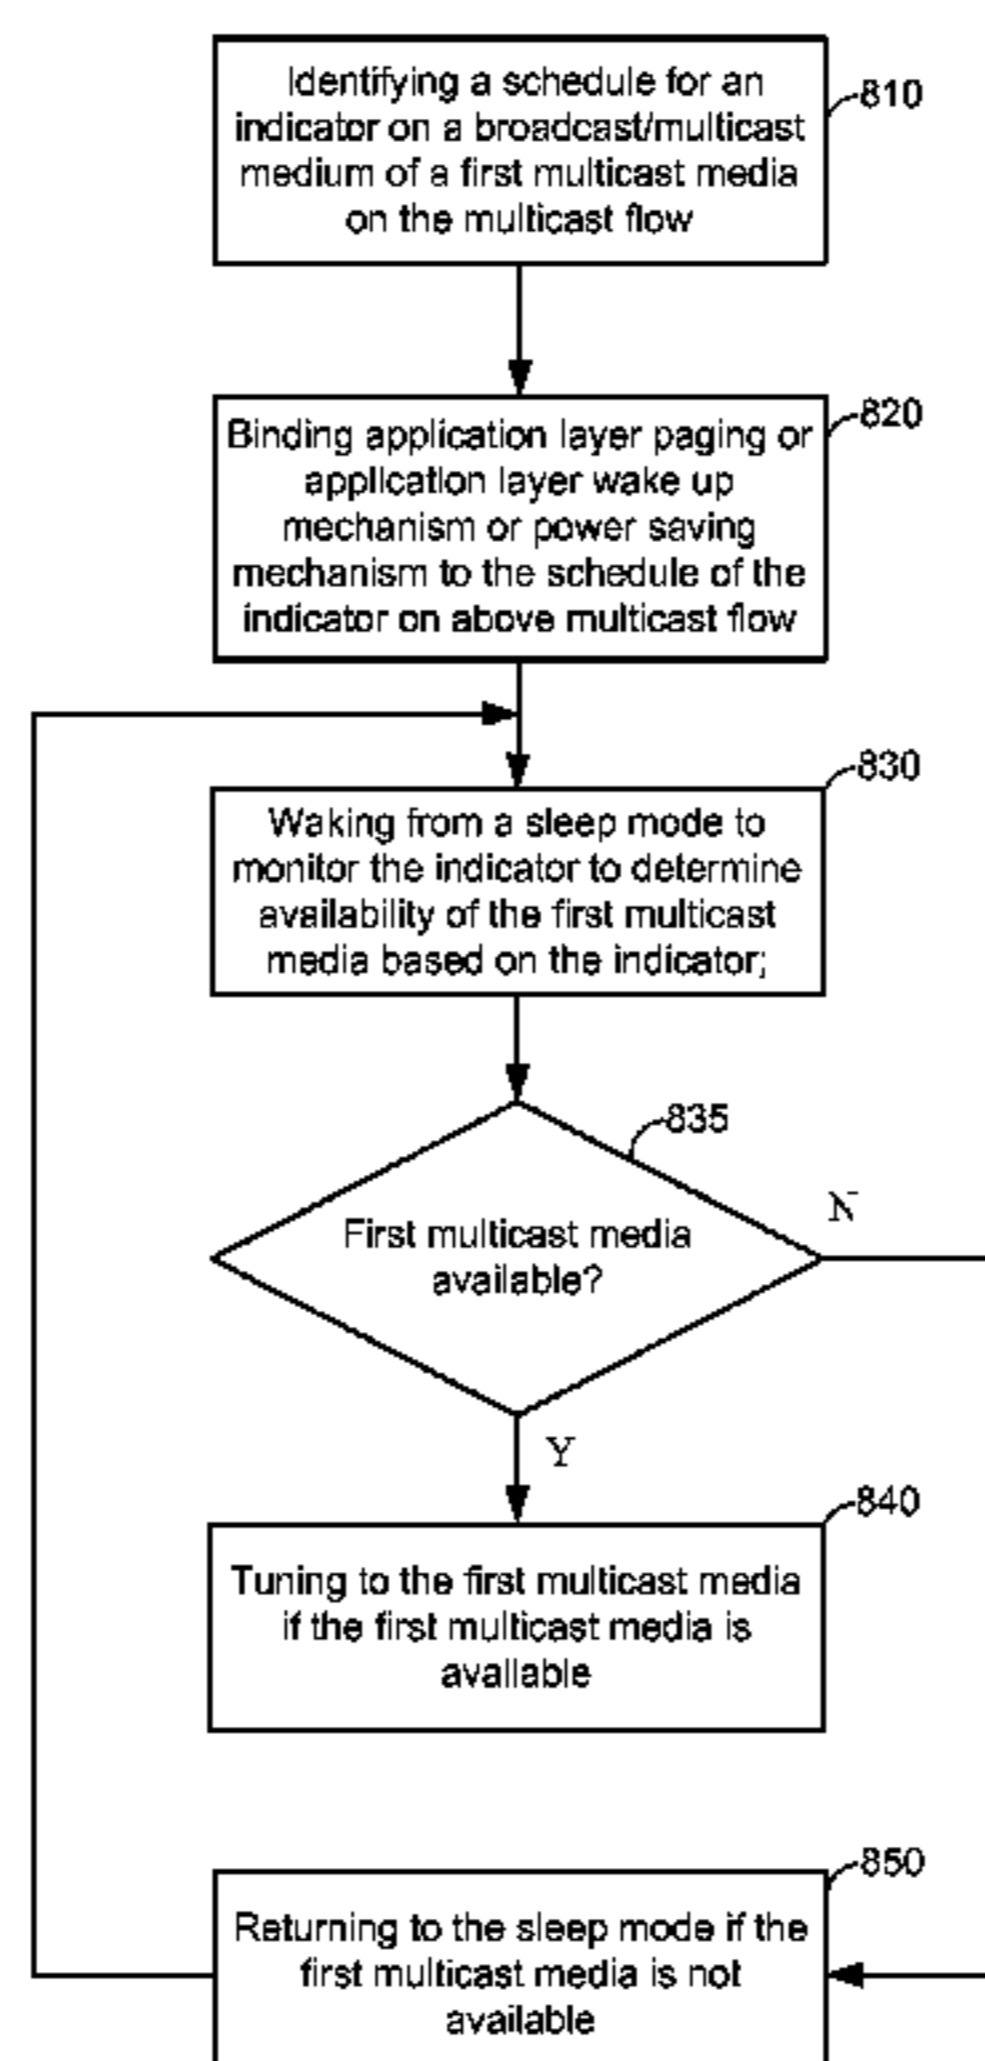 Identifying a schedule for an
indicator on a broadcast/multicast
medium of a first multicast media
on the multicast flow
810
Binding application layer paging or
application layer wake up
mechanism or power saving
mechanism to the schedule of the
indicator on above multicast flow
820
Waking from a sleep mode to
monitor the indicator to determine
availability of the first multicast
media based on the indicator;
830
First multicast media
available?
835
N
Y
Tuning to the first multicast media
if the first multicast media is
available
840
Returning to the sleep mode if the
first multicast media is not
available
850